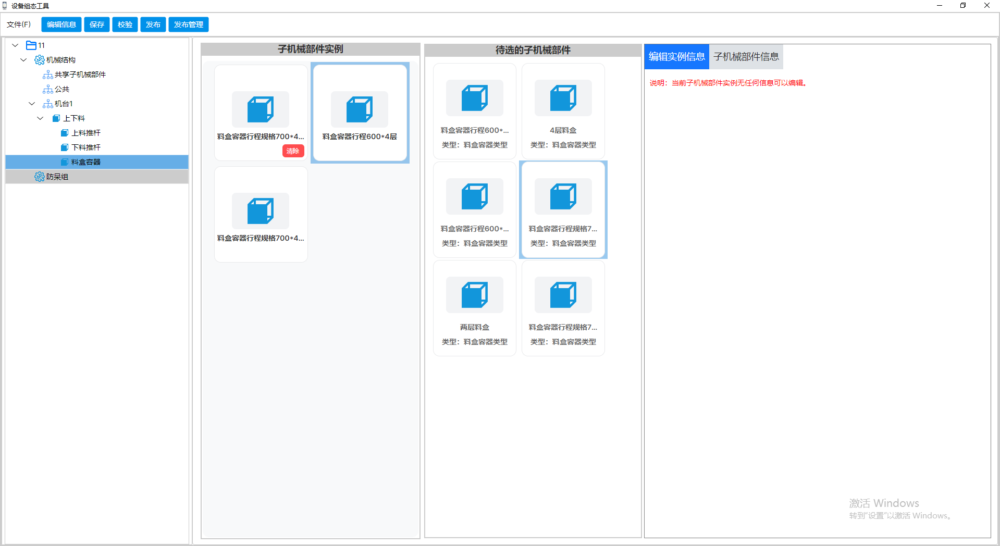 设备组态工具
文件(F)
编辑信息
保存
校验
发布
发布管理
11
机械结构
共享子机械部件
公共
机台1
上下料
上料推杆
下料推杆
料盒容器
防呆组
子机械部件实例
料盒容器行程规格700*4...
清除
料盒容器行程600*4层
料盒容器行程规格700*4...
待选的子机械部件
料盒容器行程600*...
类型：料盒容器类型
4层料盒
类型：料盒容器类型
料盒容器行程600*...
类型：料盒容器类型
料盒容器行程规格7...
类型：料盒容器类型
两层料盒
类型：料盒容器类型
料盒容器行程规格7...
类型：料盒容器类型
编辑实例信息
子机械部件信息
说明：当前子机械部件实例无任何信息可以编辑。
激活 Windows
转到“设置”以激活 Windows。